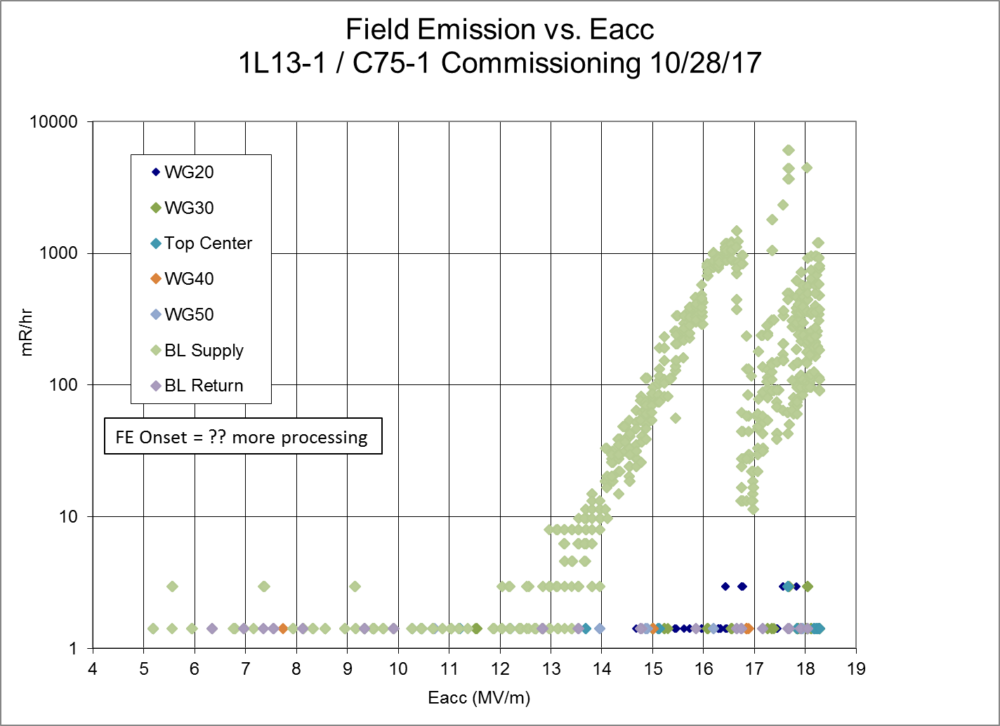 Field Emission vs. Eacc
1L13-1 / C75-1 Commissioning 10/28/17
10000
1000
100
10
1
mR/hr
WG20
WG30
Top Center
WG40
WG50
BL Supply
BL Return
FE Onset = ?? more processing
4 5 6 7 8 9 10 11 12 13 14 15 16 17 18 19
Eacc (MV/m)